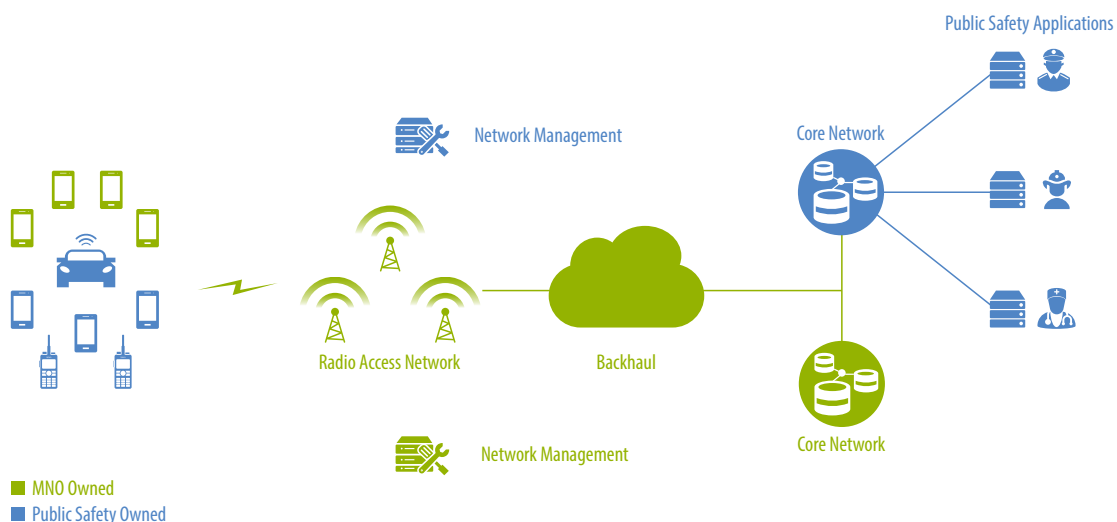 Public Safety Applications
Network Management
Core Network
Radio Access Network
Backhaul
Core Network
Network Management
MNO Owned
Public Safety Owned